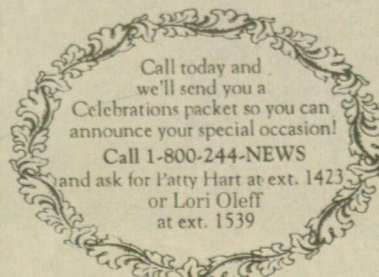 Call today and
we'll send you a
Celebrations packet so you can
announce your special occasion!
Call 1-800-244-NEWS
and ask for Patty Hart at ext. 1423
or Lori Oleff
at ext. 1539